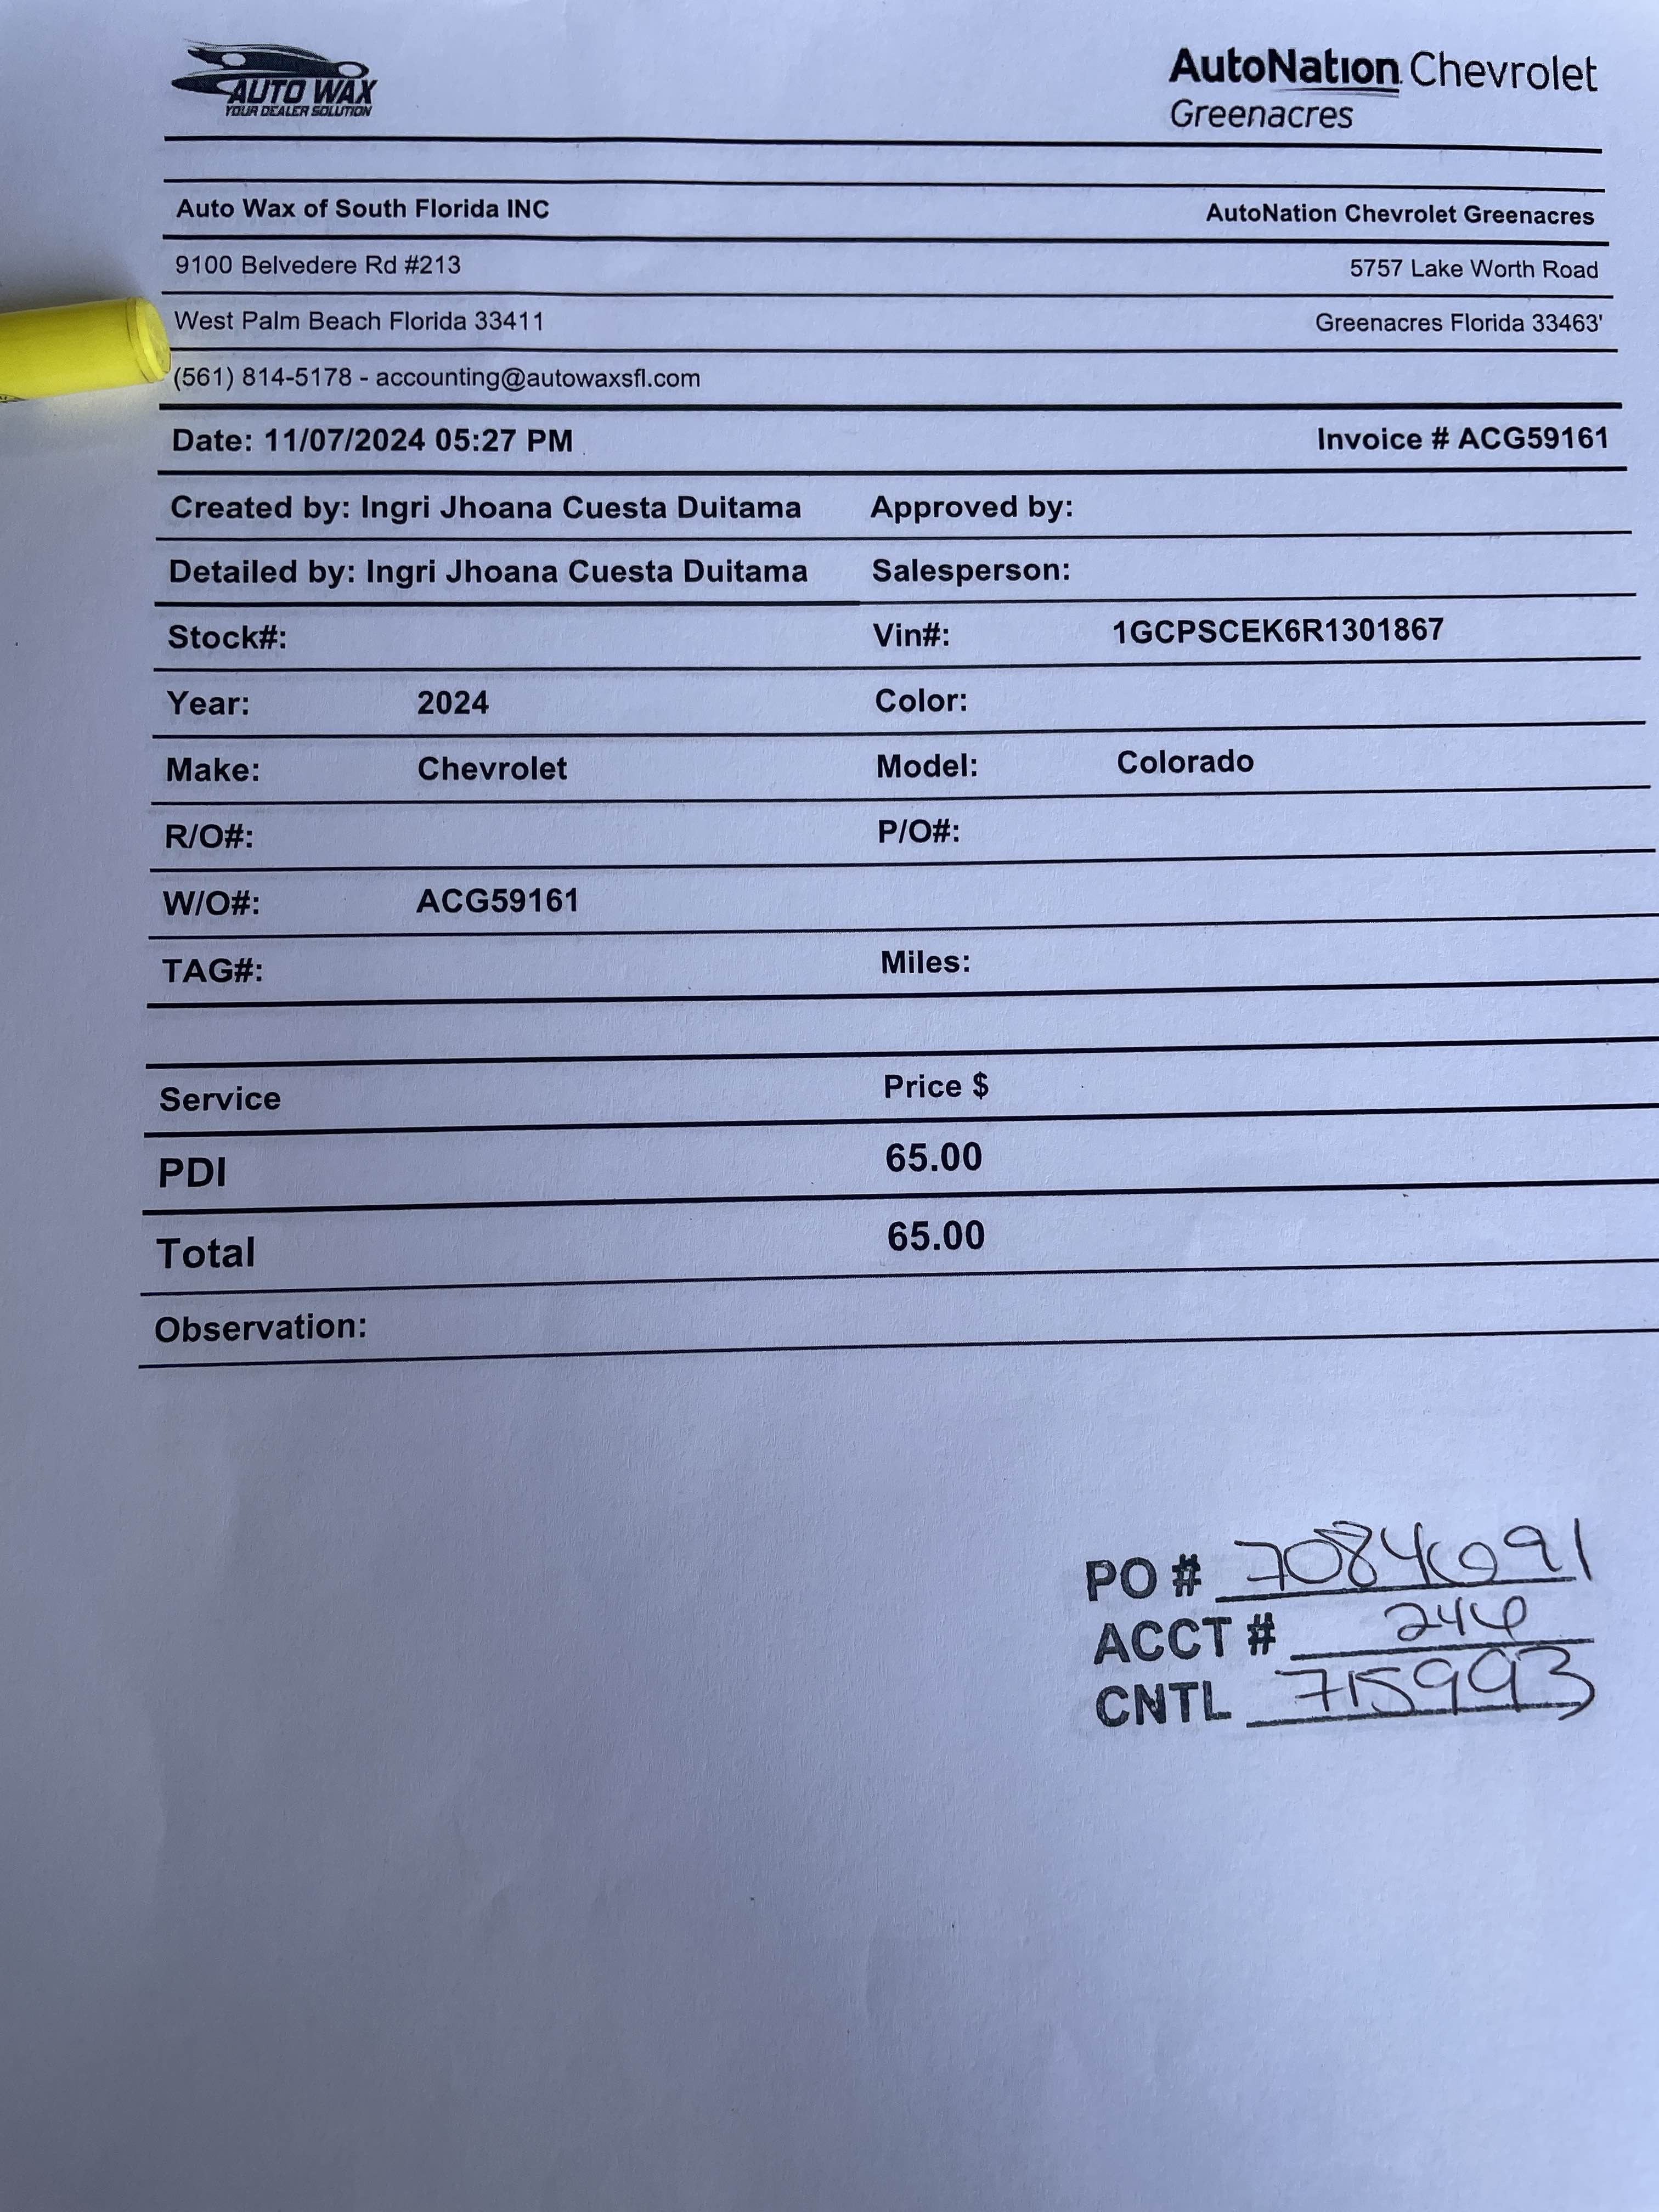 AUTO WAX
YOUR DEALER SOLUTION
AutoNation Chevrolet
Greenacres
Auto Wax of South Florida INC AutoNation Chevrolet Greenacres
9100 Belvedere Rd #213 5757 Lake Worth Road
West Palm Beach Florida 33411 Greenacres Florida 33463'
(561) 814-5178 - accounting@autowaxsfl.com
Date: 11/07/2024 05:27 PM Invoice # ACG59161
Created by: Ingri Jhoana Cuesta Duitama Approved by:
Detailed by: Ingri Jhoana Cuesta Duitama Salesperson:
Stock#: Vin#: 1GCPSCEK6R1301867
Year: 2024 Color:
Make: Chevrolet Model: Colorado
R/O#: P/O#:
W/O#: ACG59161
TAG#: Miles:
Service Price $
PDI 65.00
Total 65.00
Observation:
PO # 7084691
ACCT # 246
CNTL 715993